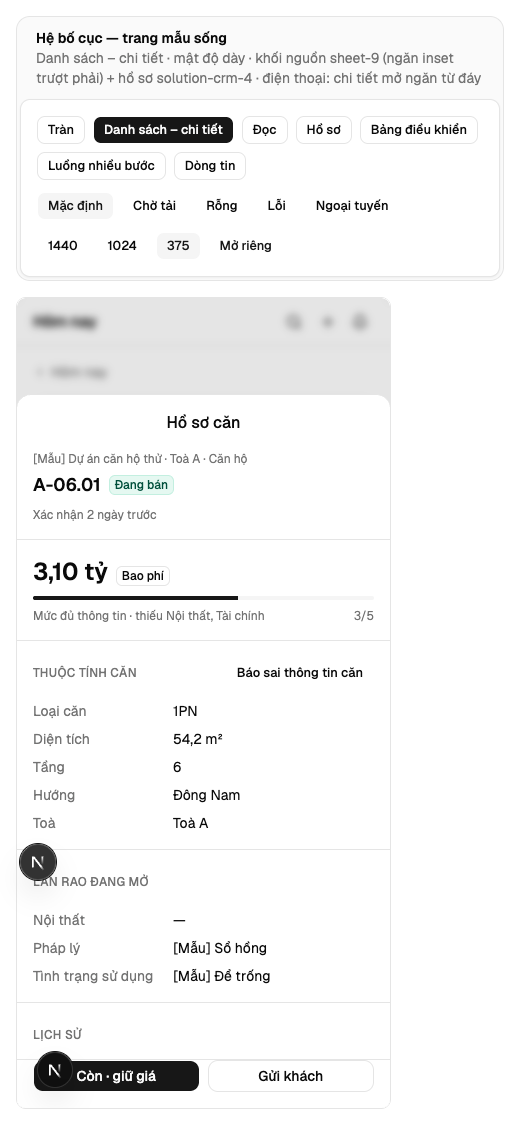 Hệ bố cục — trang mẫu sống
Danh sách – chi tiết · mật độ dày · khối nguồn sheet-9 (ngăn inset
trượt phải) + hồ sơ solution-crm-4 · điện thoại: chi tiết mở ngăn từ đáy
Tràn Danh sách – chi tiết Đọc Hồ sơ Bảng điều khiển
Luồng nhiều bước Dòng tin
Mặc định Chờ tải Rỗng Lỗi Ngoại tuyến
1440 1024 375 Mở riêng
Hôm nay
Hôm nay
Hồ sơ căn
[Mẫu] Dự án căn hộ thử · Toà A · Căn hộ
A-06.01 Đang bán
Xác nhận 2 ngày trước
3,10 tỷ Bao phí
Mức đủ thông tin · thiếu Nội thất, Tài chính 3/5
THUỘC TÍNH CĂN Báo sai thông tin căn
Loại căn 1PN
Diện tích 54,2 m²
Tầng 6
Hướng Đông Nam
Toà Toà A
N
LẦN RAO ĐANG MỞ
Nội thất —
Pháp lý [Mẫu] Sổ hồng
Tình trạng sử dụng [Mẫu] Để trống
LỊCH SỬ
N Còn · giữ giá Gửi khách